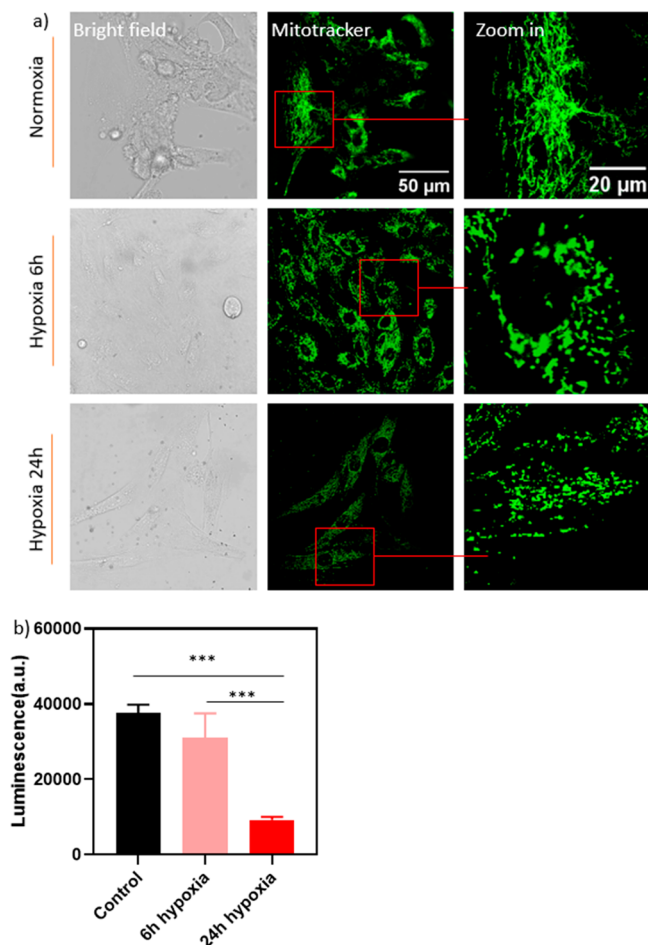 a)
Bright field
Mitotracker
Zoom in
Normoxia
50 µm
20 µm
Hypoxia 6h
Hypoxia 24h
b)
60000
40000
20000
0
Luminescence(a.u.)
***
***
Control
6h hypoxia
24h hypoxia